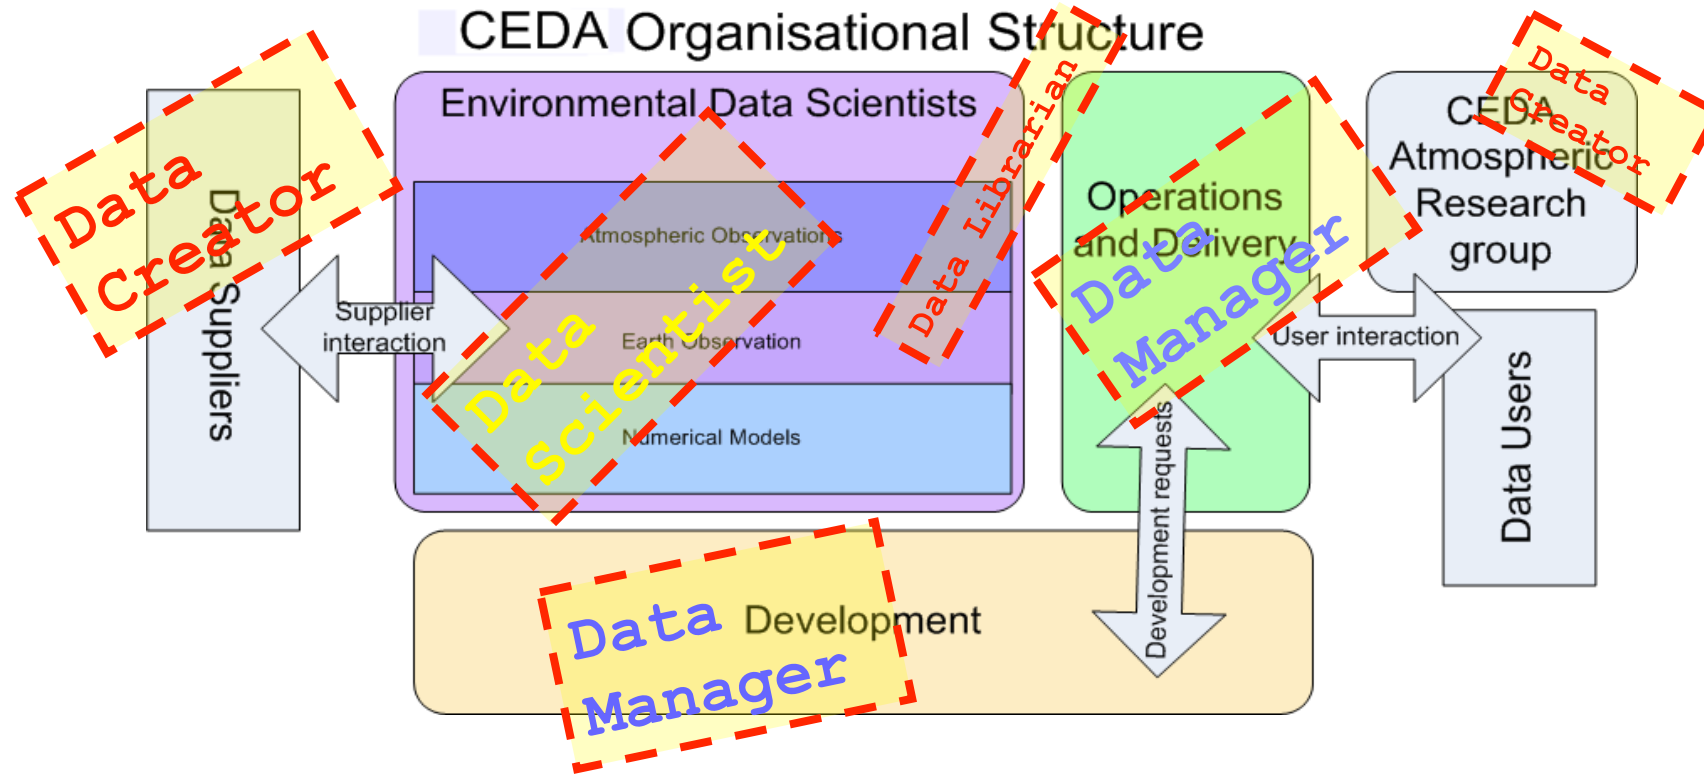 CEDA Organisational Structure
Data
Creator
Data Suppliers
Supplier
interaction
Environmental Data Scientists
Atmospheric Observations
Earth Observation
Numerical Models
Data
Scientist
Data Librarian
Operations
and Delivery
Data
Manager
CEDA
Atmospheric
Research
group
Data
Creator
User interaction
Data Users
Development requests
Development
Data
Manager